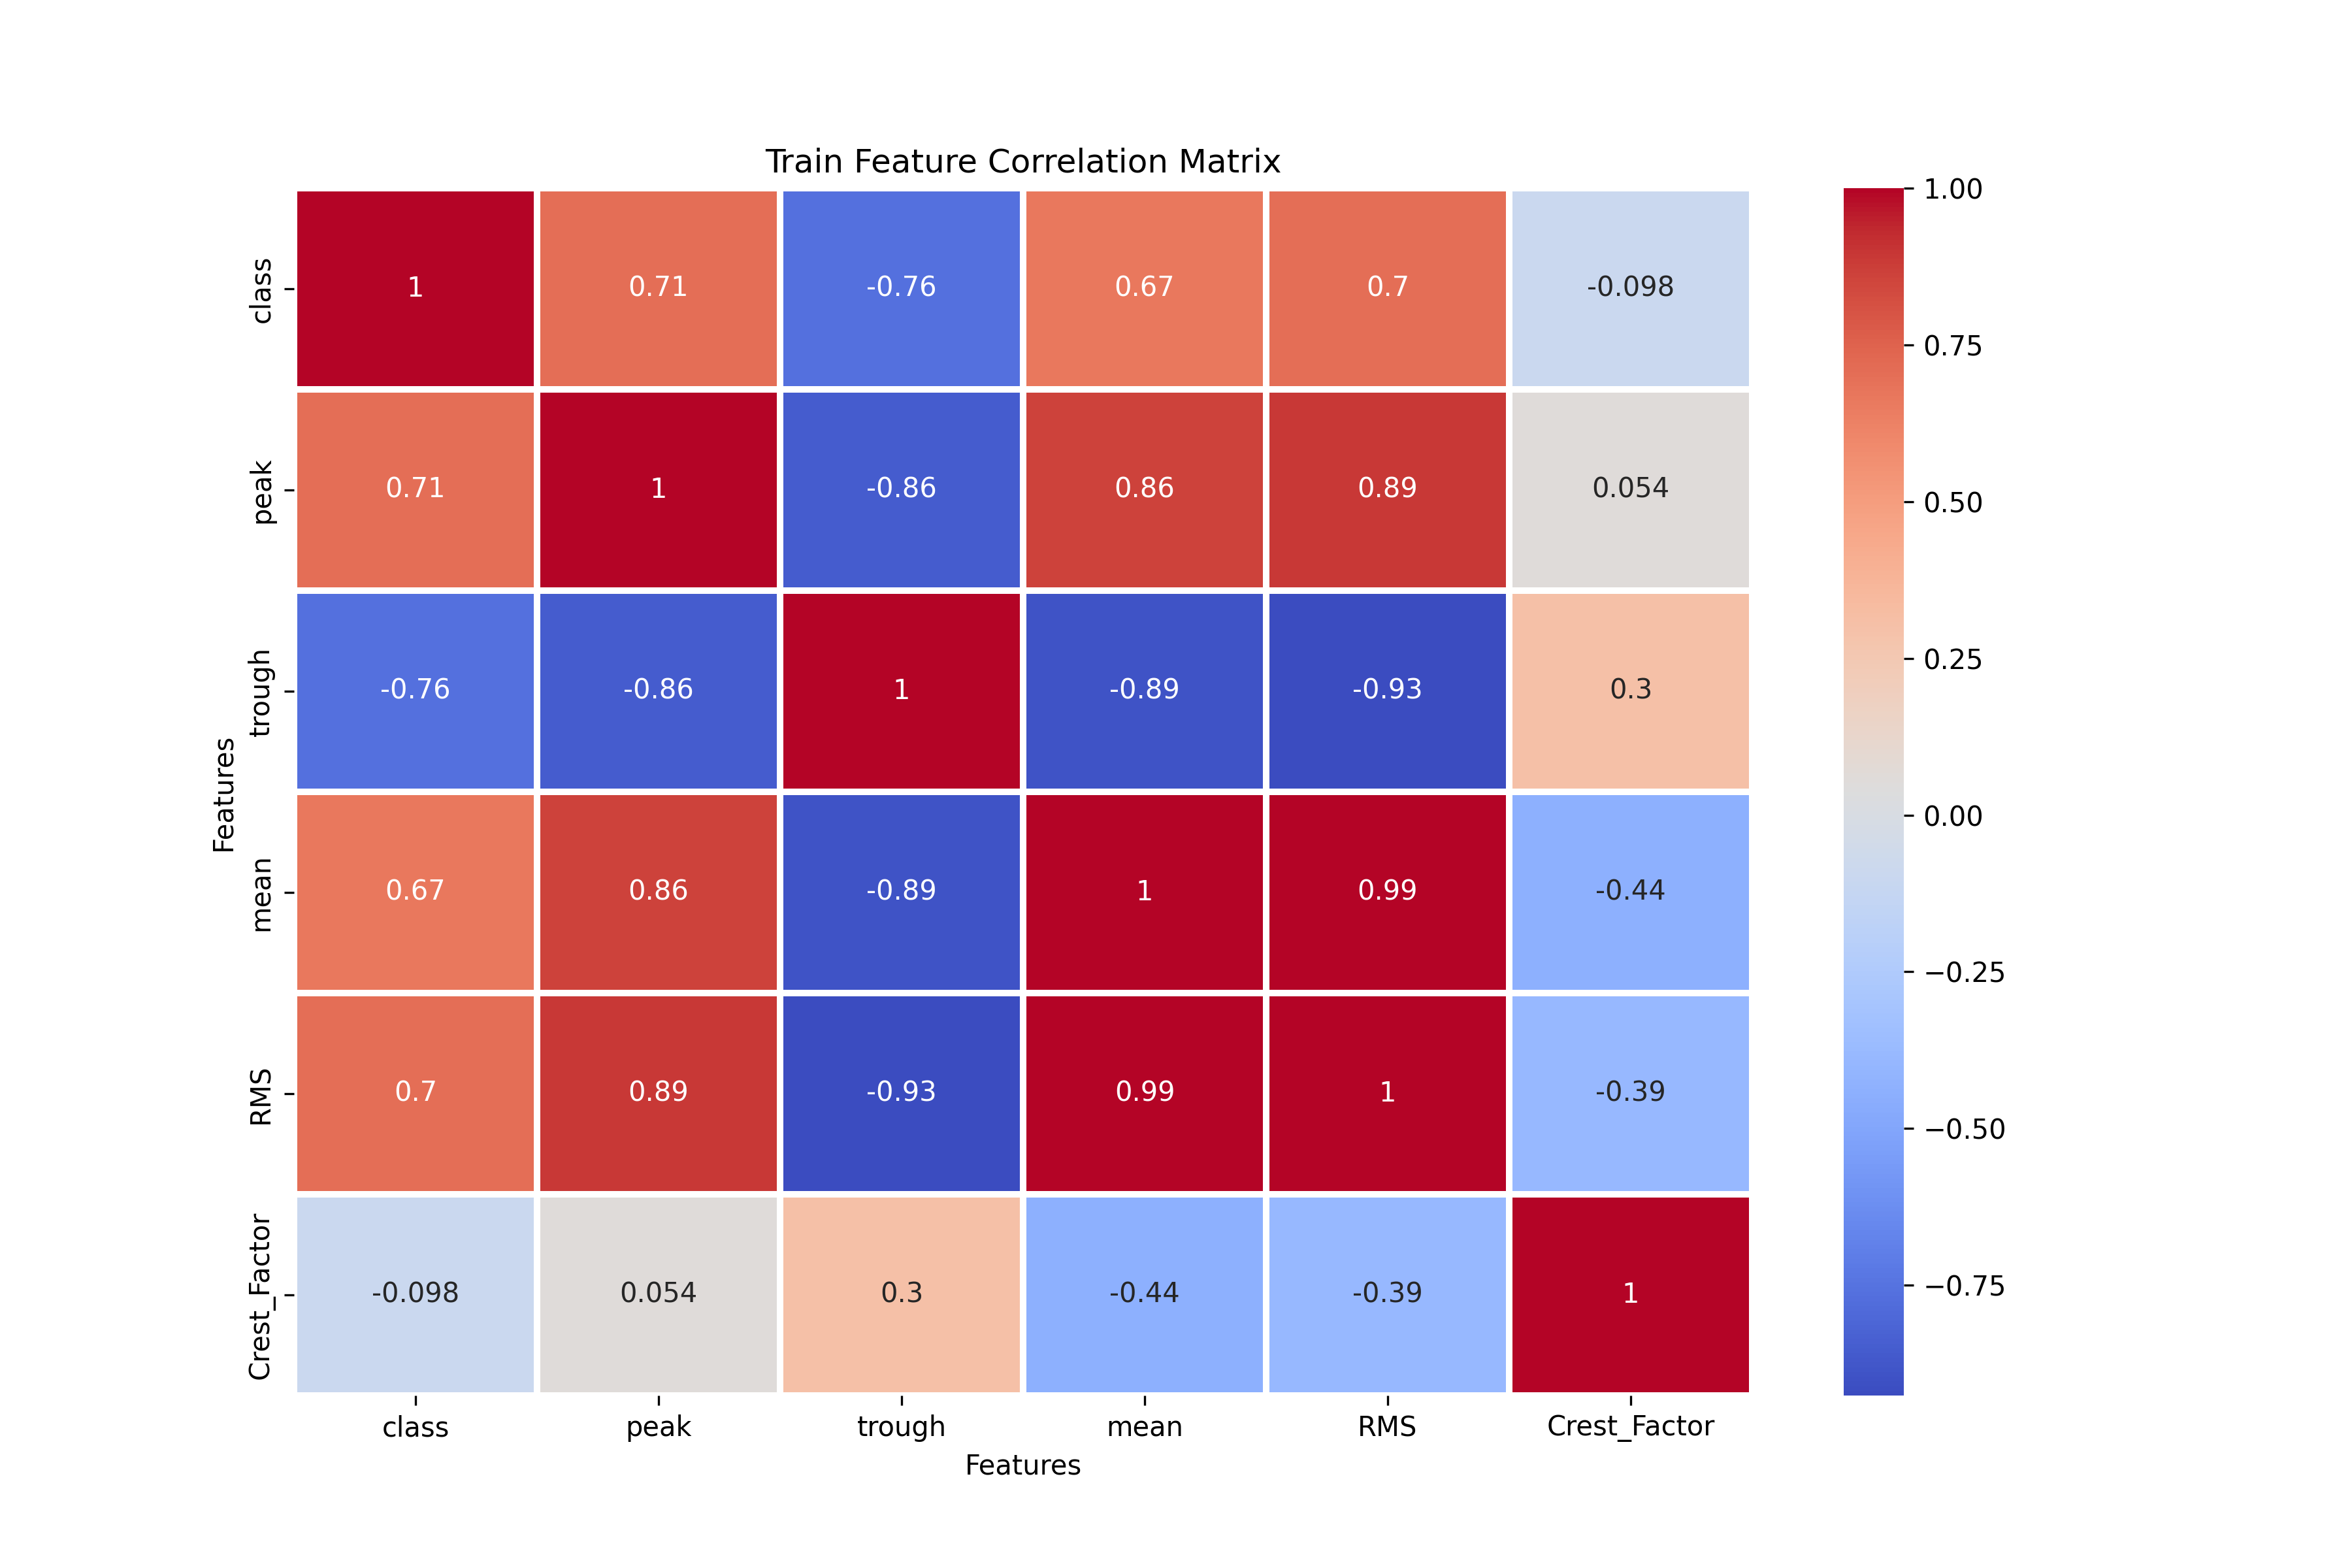 Train Feature Correlation Matrix
class 1 0.71 -0.76 0.67 0.7 -0.098
peak 0.71 1 -0.86 0.86 0.89 0.054
trough -0.76 -0.86 1 -0.89 -0.93 0.3
mean 0.67 0.86 -0.89 1 0.99 -0.44
RMS 0.7 0.89 -0.93 0.99 1 -0.39
Crest_Factor -0.098 0.054 0.3 -0.44 -0.39 1
Features
class peak trough mean RMS Crest_Factor
Features
1.00
0.75
0.50
0.25
0.00
−0.25
−0.50
−0.75